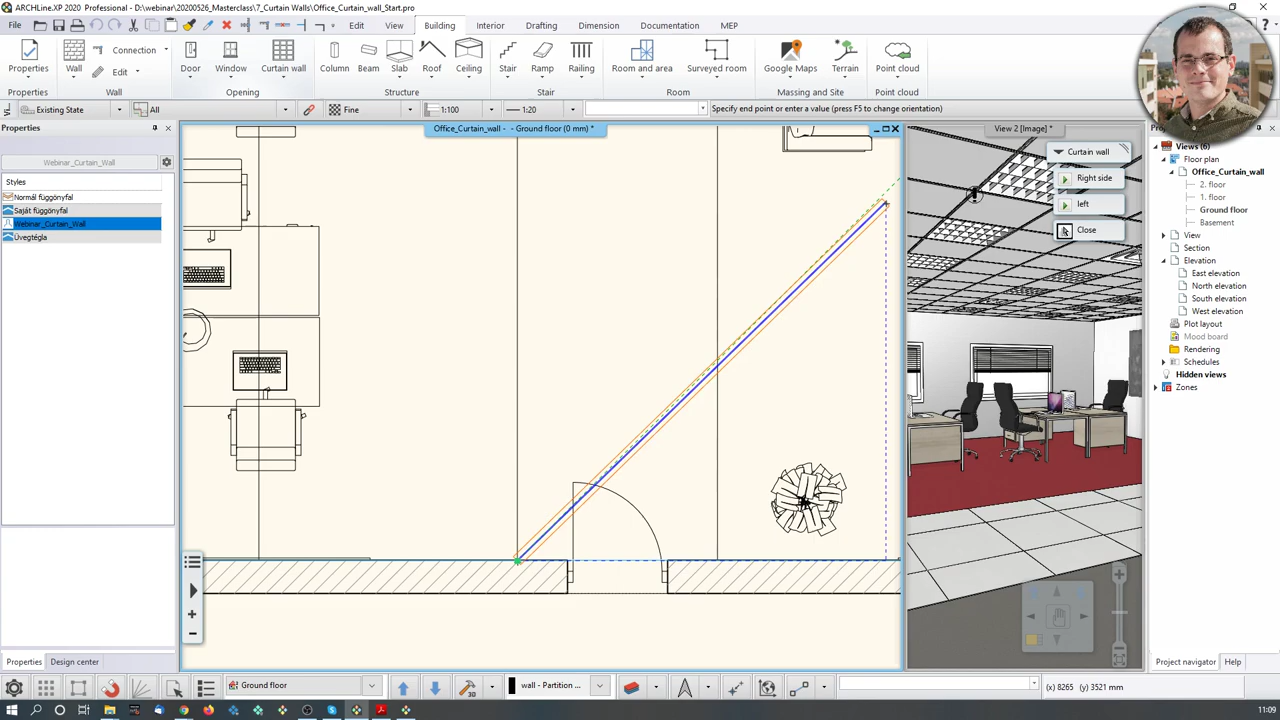 ARCHLine.XP 2020 Professional - D:\webinar\20200526_Masterclass\7_Curtain Walls\Office_Curtain_wall_Start.pro
File
Edit
View
Building
Interior
Drafting
Dimension
Documentation
MEP
Properties
Wall
Connection
Edit
Door
Window
Curtain wall
Column
Beam
Slab
Roof
Ceiling
Stair
Ramp
Railing
Room and area
Surveyed room
Google Maps
Terrain
Point cloud
Properties
Wall
Opening
Structure
Stair
Room
Massing and site
Point cloud
Existing State
All
Fine
1:100
1:20
Specify end point or enter a value (press F5 to change orientation)
Properties
Webinar_Curtain_Wall
Styles
Normál függönyfal
Saját függönyfal
Webinar_Curtain_Wall
Üvegtégla
Office_Curtain_wall - - Ground floor (0 mm) *
View 2 [Image] *
Curtain wall
Right side
left
Close
Views (6)
Floor plan
Office_Curtain_wall
2. floor
1. floor
Ground floor
Basement
View
Section
Elevation
East elevation
North elevation
South elevation
West elevation
Plot layout
Mood board
Rendering
Schedules
Hidden views
Zones
Properties
Design center
Project navigator
Help
Ground floor
wall - Partition ...
(x) 8265 (y) 3521 mm
11:09